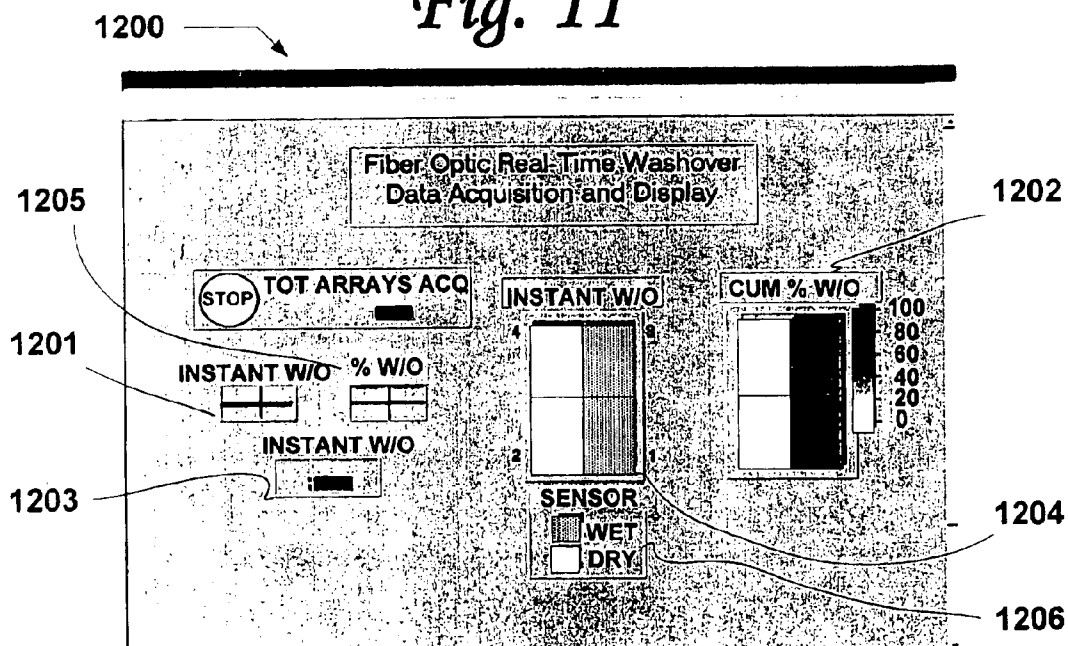 Fig. 11
1200
Fiber Optic Real-Time Washover
Data Acquisition and Display
1205
1202
STOP
TOT ARRAYS ACQ
INSTANT W/O
CUM % W/O
100
80
60
40
20
0
4
2
1
1201
INSTANT W/O
% W/O
INSTANT W/O
1203
SENSOR
WET
DRY
1204
1206